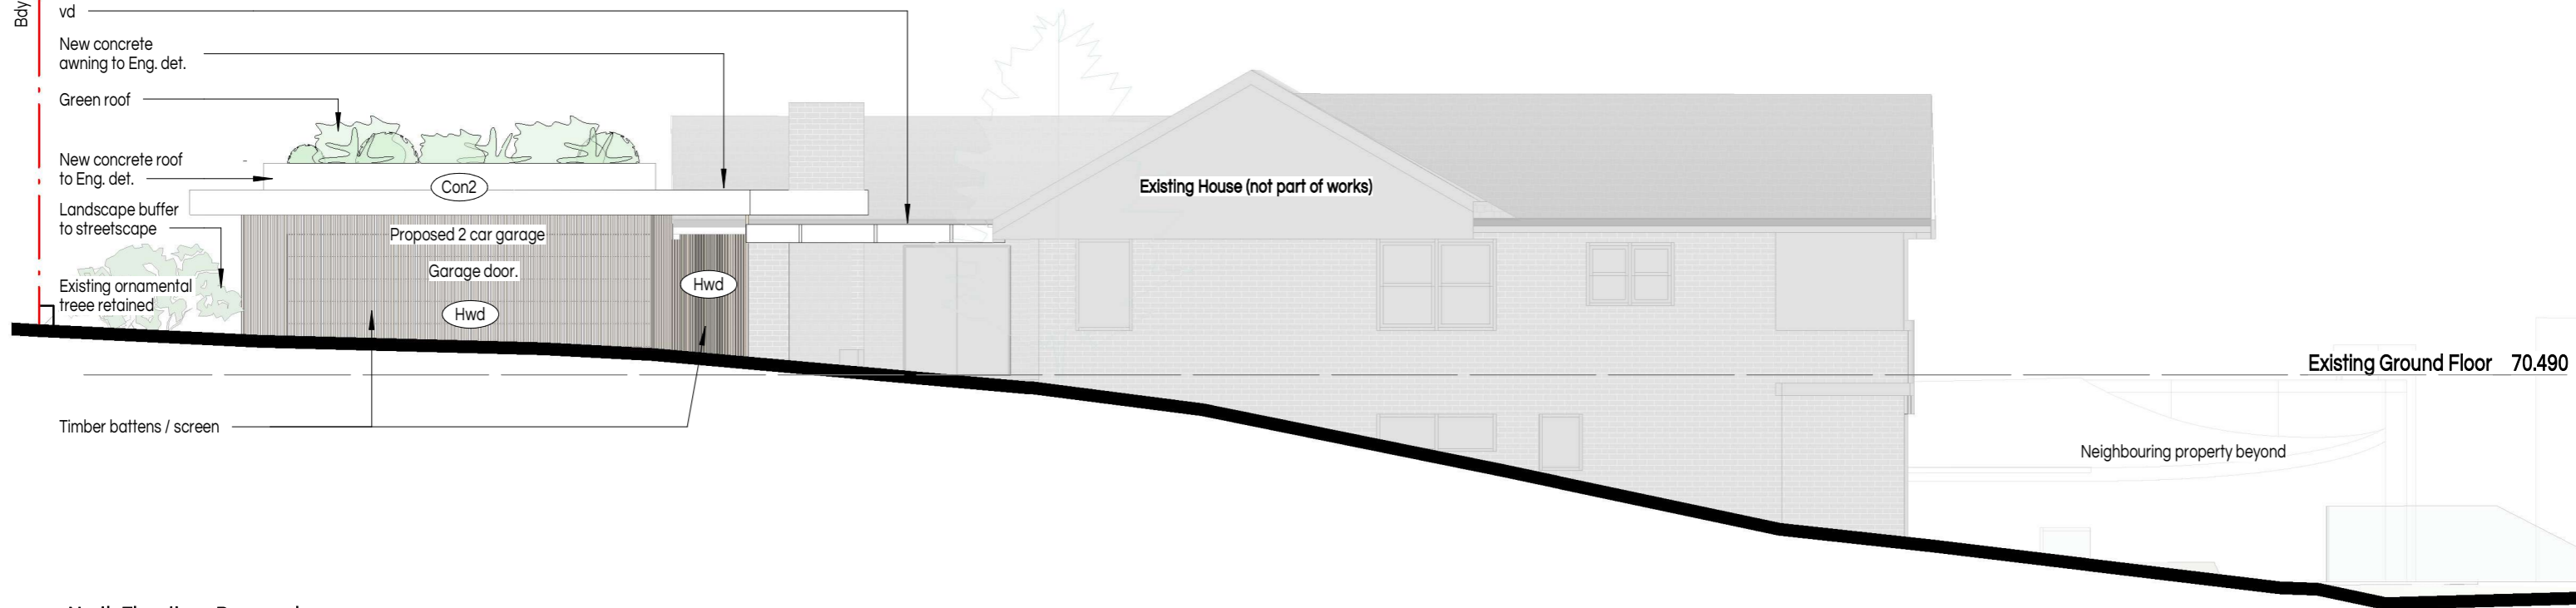 Bdy
vd
New concrete
awning to Eng. det.
Green roof
New concrete roof
to Eng. det.
Con2
Existing House (not part of works)
Landscape buffer
to streetscape
Proposed 2 car garage
Garage door.
Existing ornamental
treee retained
Hwd
Hwd
Existing Ground Floor 70.490
Timber battens / screen
Neighbouring property beyond